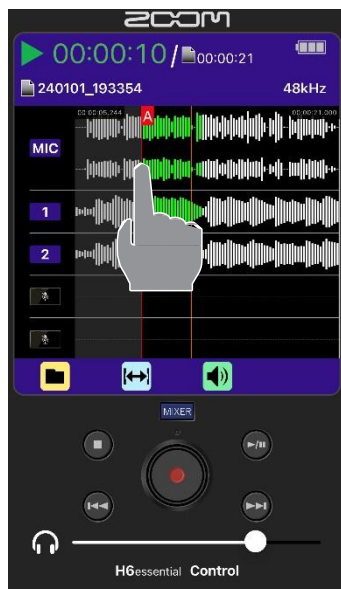 ZOOM
00:00:10/00:00:21
240101_193354 48kHz
00:00:05.244 A 00:00:21.000
MIC
1
2
MIXER
H6essential Control